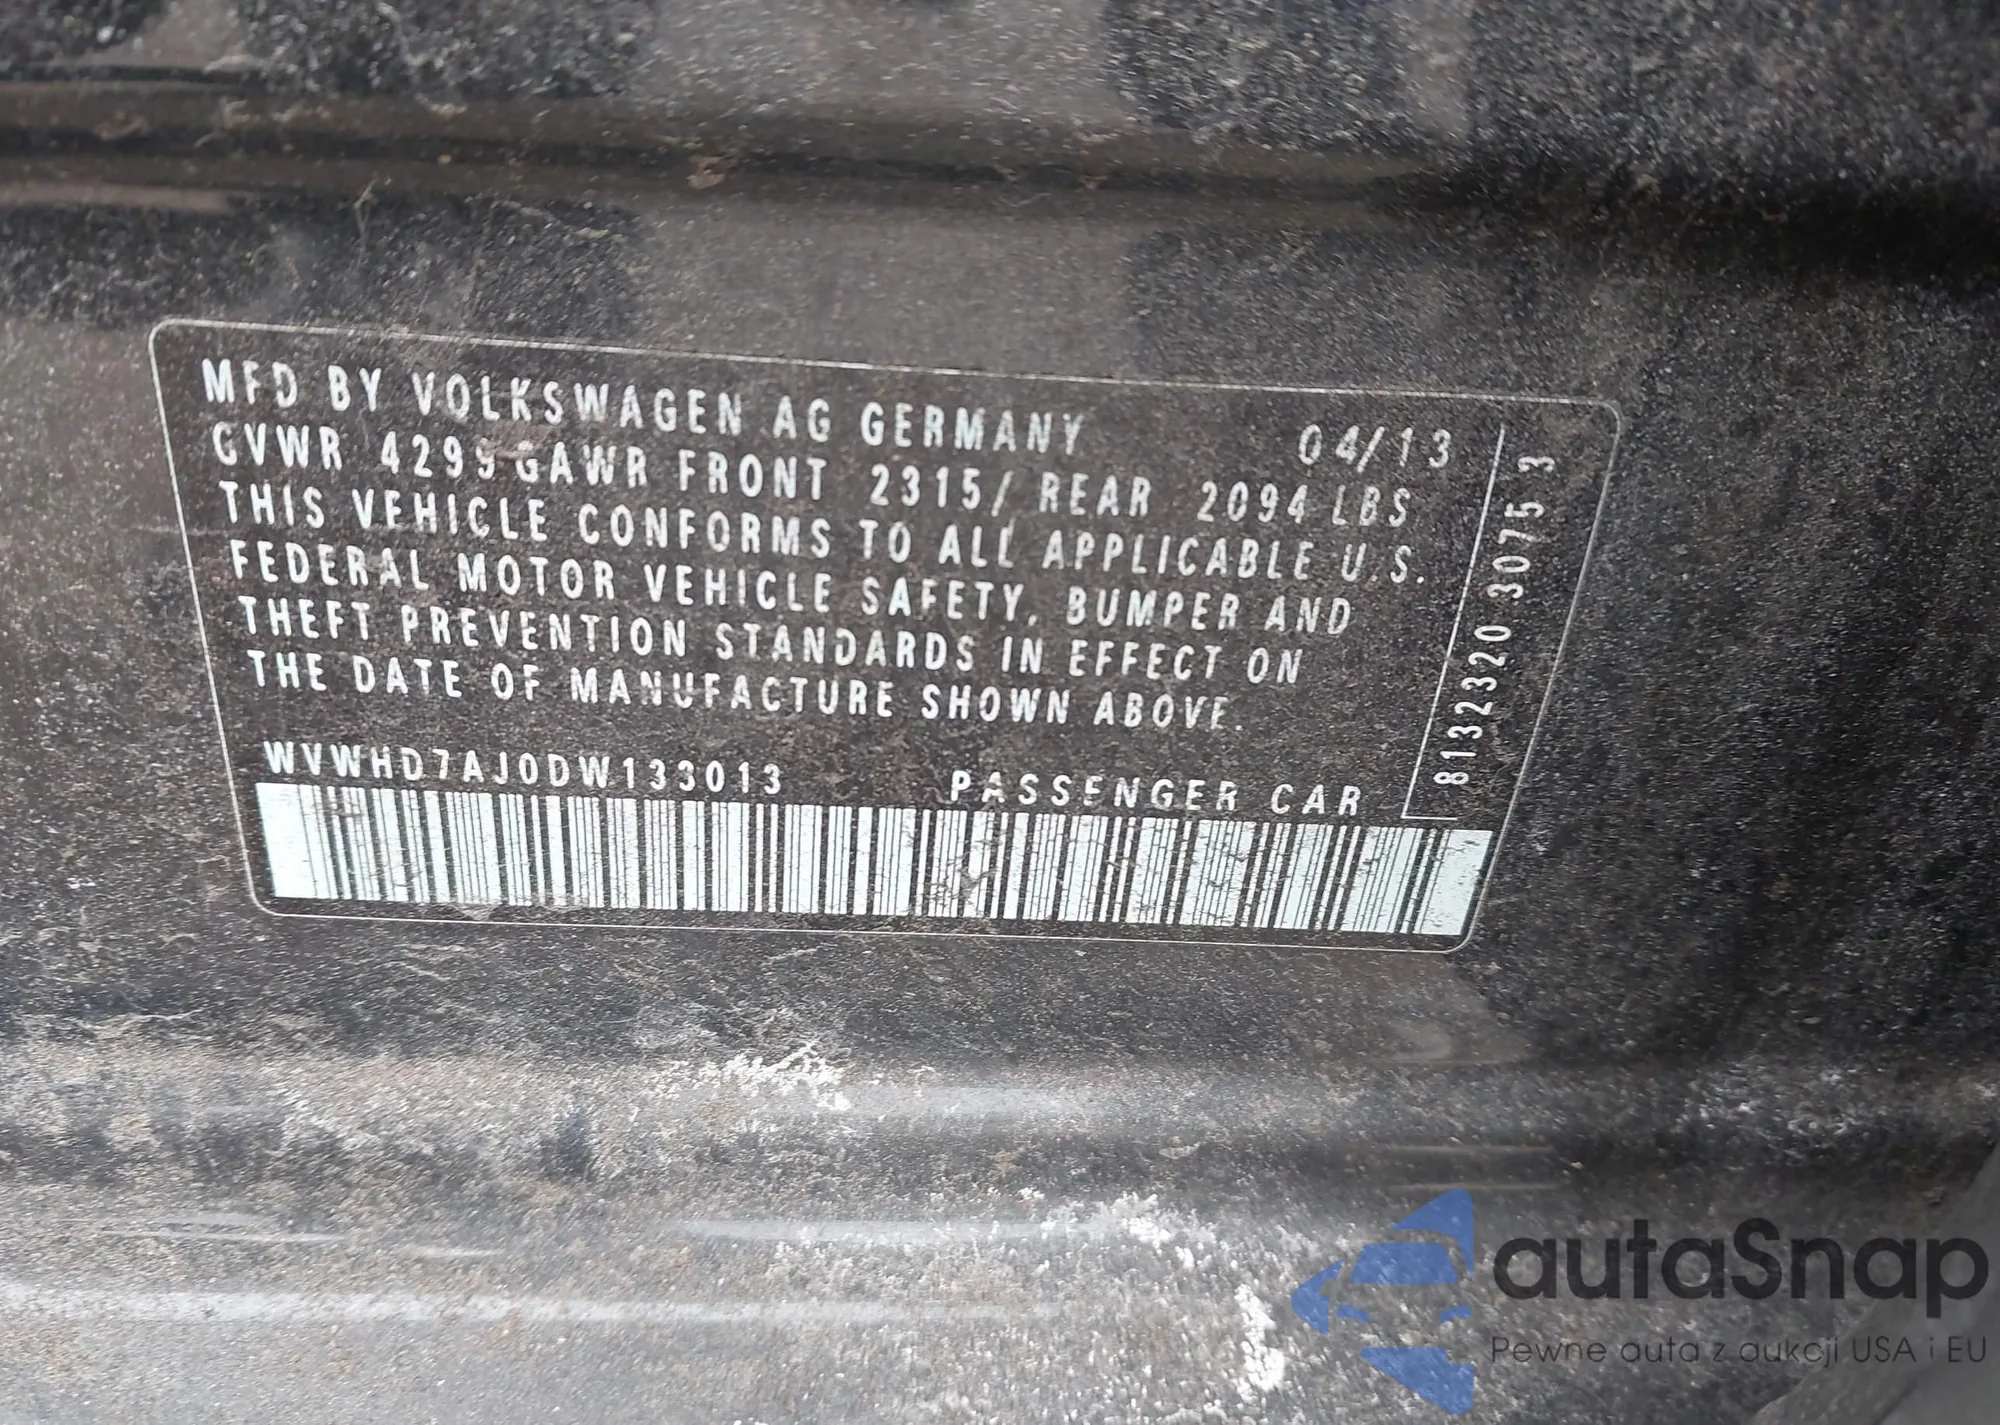 MFD BY VOLKSWAGEN AG GERMANY 04/13
GVWR 4299 GAWR FRONT 2315/ REAR 2094 LBS
THIS VEHICLE CONFORMS TO ALL APPLICABLE U.S.
FEDERAL MOTOR VEHICLE SAFETY, BUMPER AND
THEFT PREVENTION STANDARDS IN EFFECT ON
THE DATE OF MANUFACTURE SHOWN ABOVE.
WVWHD7AJ0DW133013 PASSENGER CAR
8132320 3075 3
autaSnap
Pewne auta z aukcji USA i EU